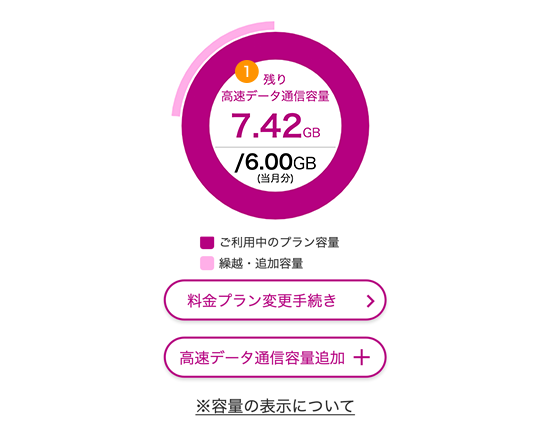 1
残り
高速データ通信容量
7.42GB
/6.00GB
(当月分)
ご利用中のプラン容量
繰越・追加容量
料金プラン変更手続き
高速データ通信容量追加
※容量の表示について